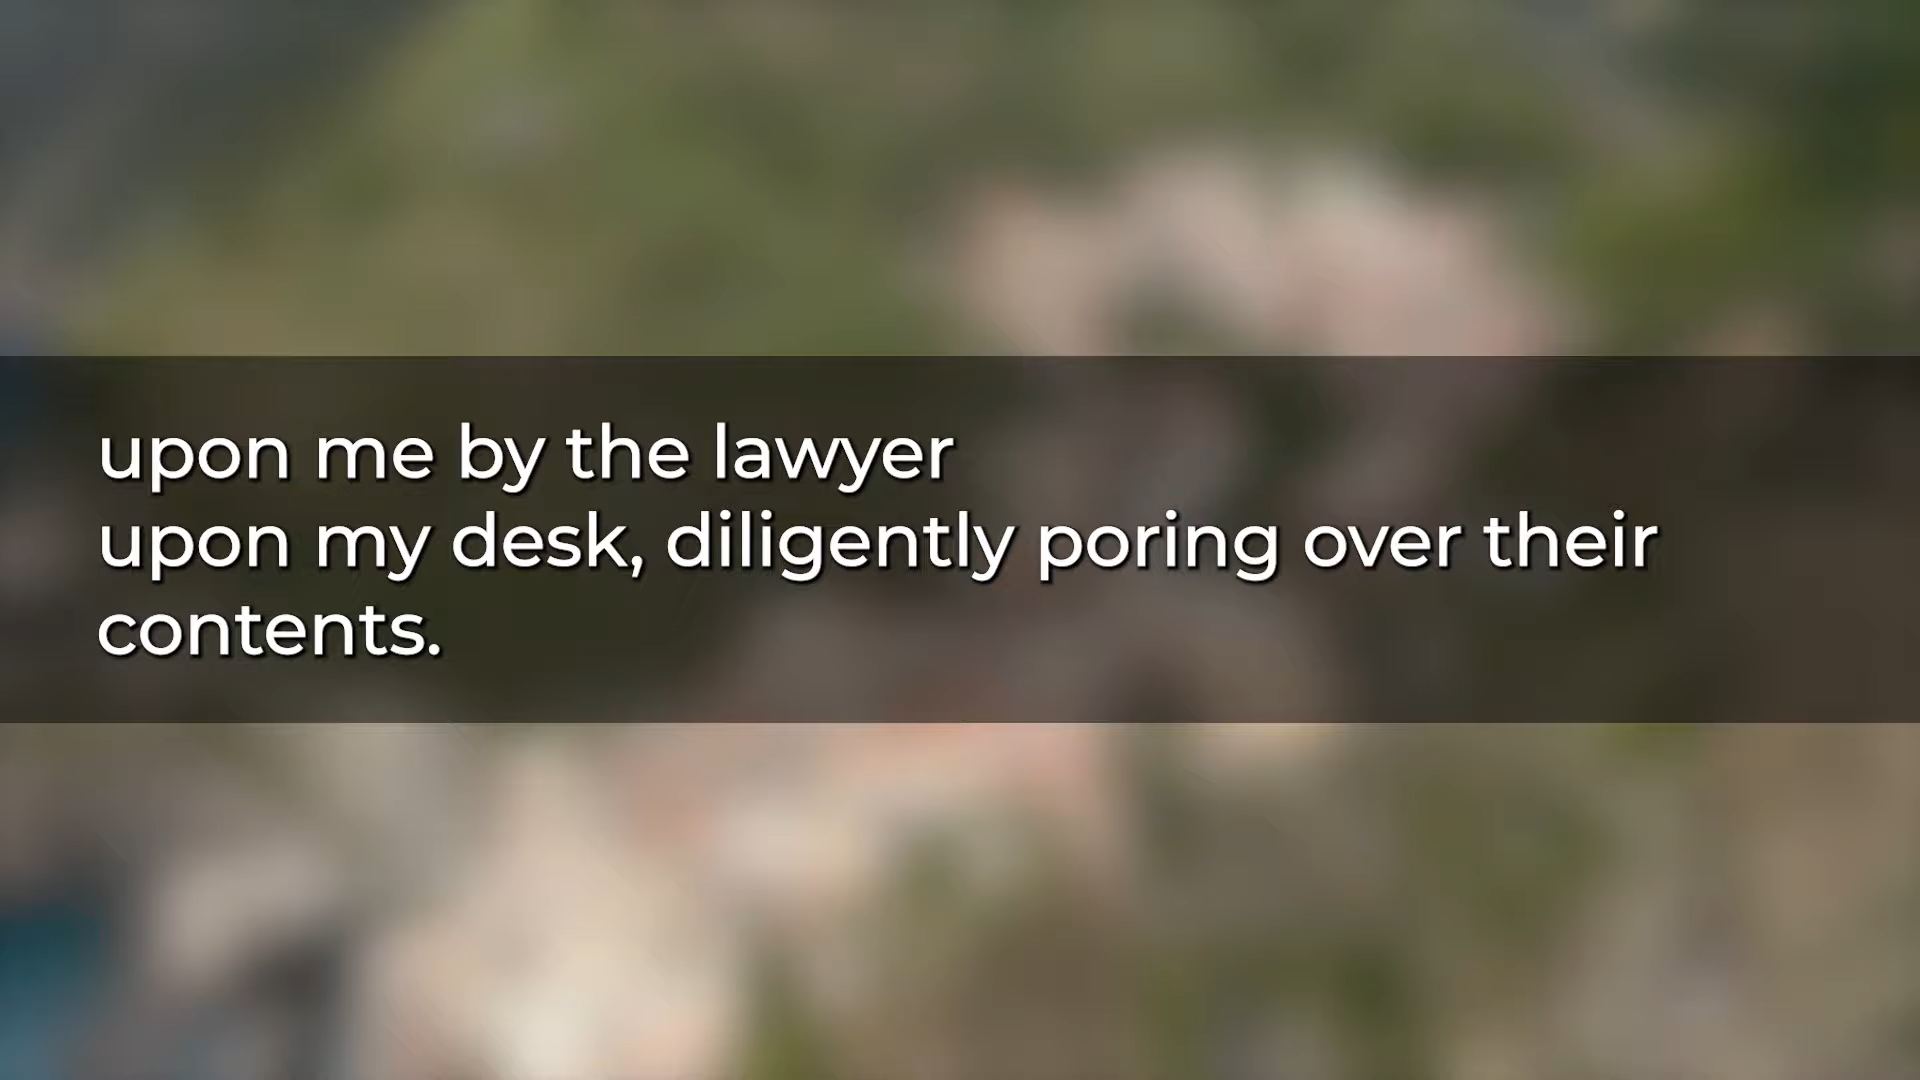 upon me by the lawyer
upon my desk, diligently poring over their
contents.